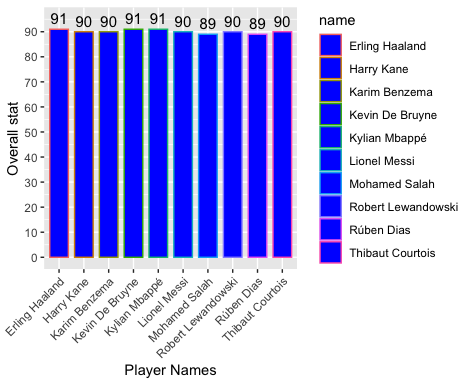 91 90 90 91 91 90 89 90 89 90
90
80
70
60
50
40
30
20
10
0
Overall stat
Erling Haaland
Harry Kane
Karim Benzema
Kevin De Bruyne
Kylian Mbappé
Lionel Messi
Mohamed Salah
Robert Lewandowski
Rúben Dias
Thibaut Courtois
Player Names
name
Erling Haaland
Harry Kane
Karim Benzema
Kevin De Bruyne
Kylian Mbappé
Lionel Messi
Mohamed Salah
Robert Lewandowski
Rúben Dias
Thibaut Courtois